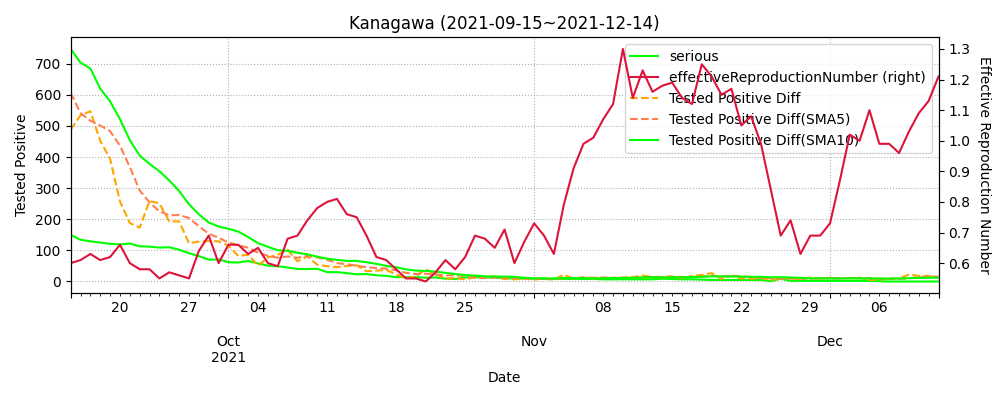 Kanagawa (2021-09-15~2021-12-14)
serious
effectiveReproductionNumber (right)
Tested Positive Diff
Tested Positive Diff(SMA5)
Tested Positive Diff(SMA10)
Tested Positive
700
600
500
400
300
200
100
0
1.3
1.2
1.1
1.0
0.9
0.8
0.7
0.6
Effective Reproduction Number
20 27 04 11 18 25 08 15 22 29 06
Oct Nov Dec
2021
Date